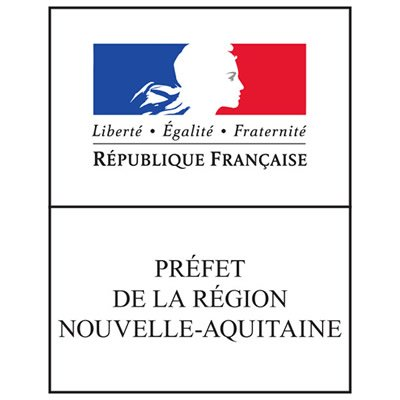 Liberté • Égalité • Fraternité
RÉPUBLIQUE FRANÇAISE
PRÉFET
DE LA RÉGION
NOUVELLE-AQUITAINE